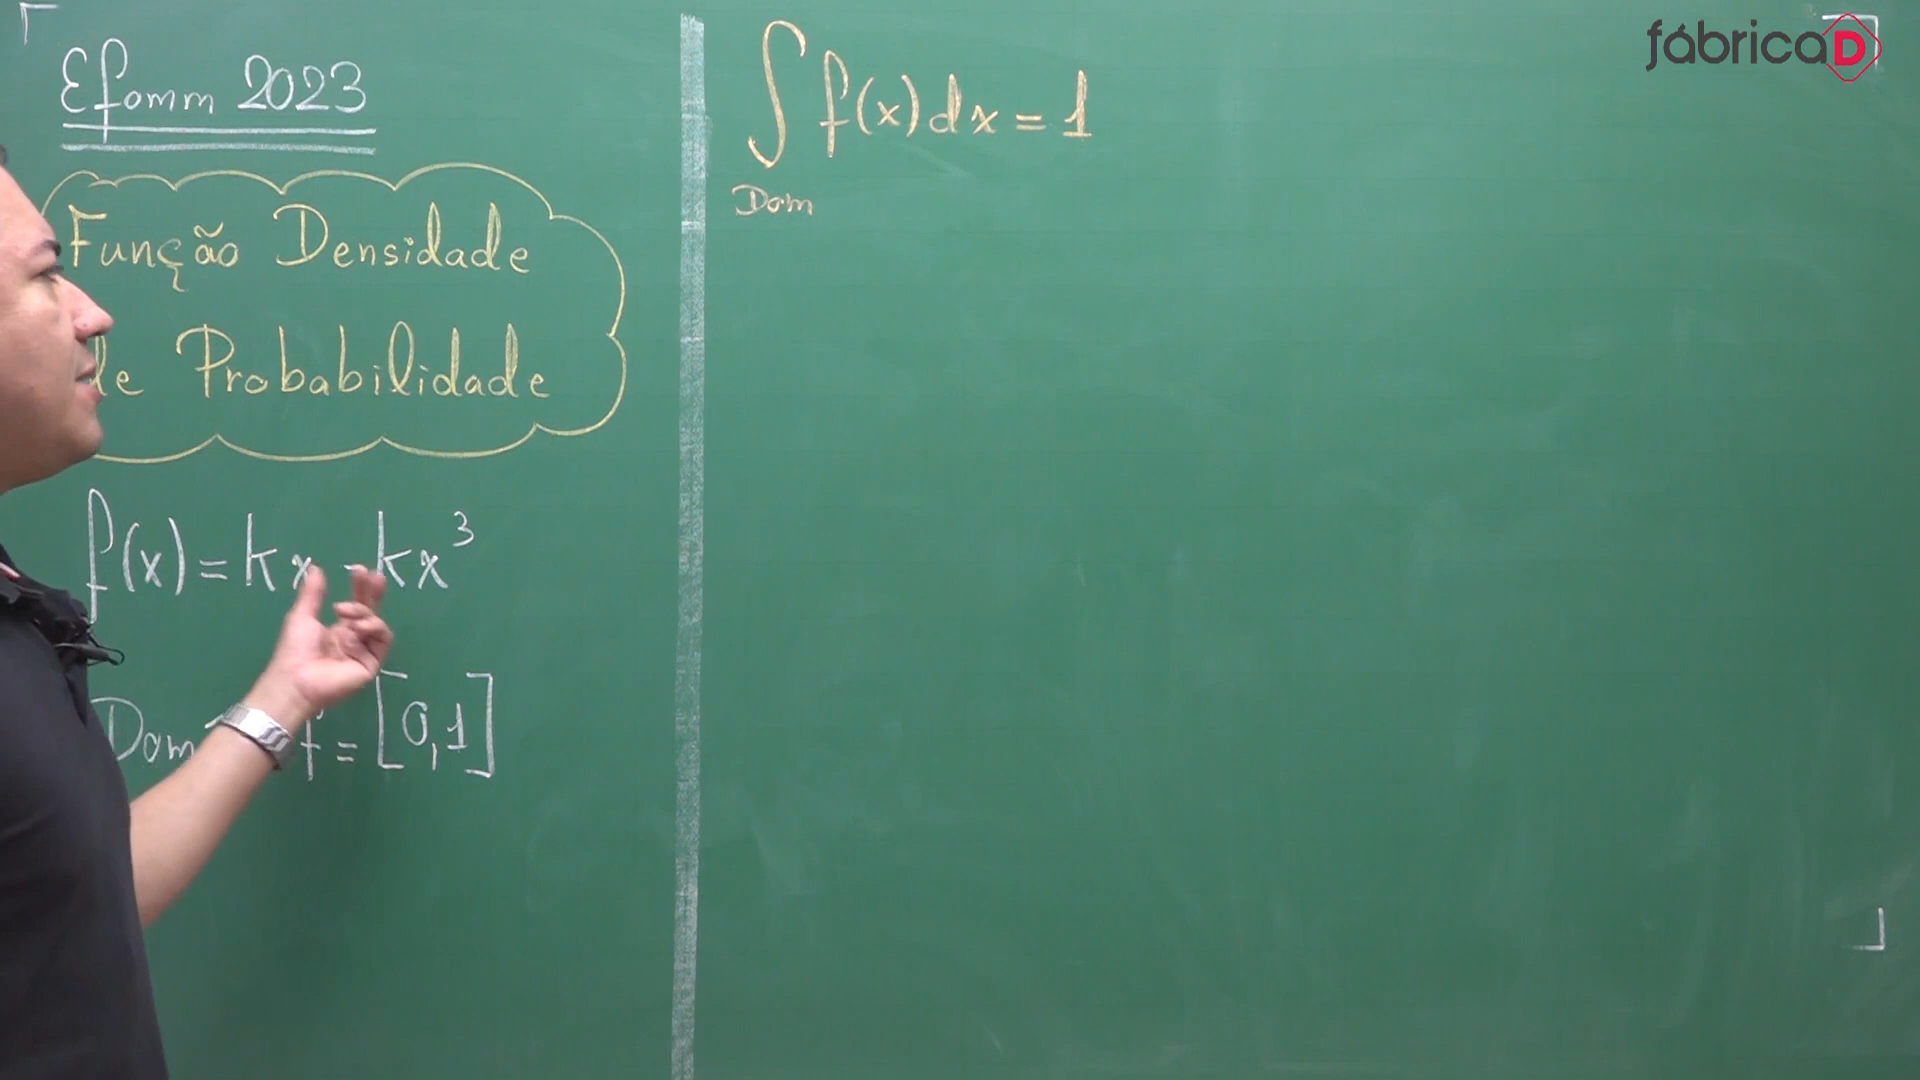 Efomm 2023
Função Densidade
de Probabilidade
f(x) = kx - kx³
Dom f = [0,1]
∫ f(x) dx = 1
Dom
fábricaD